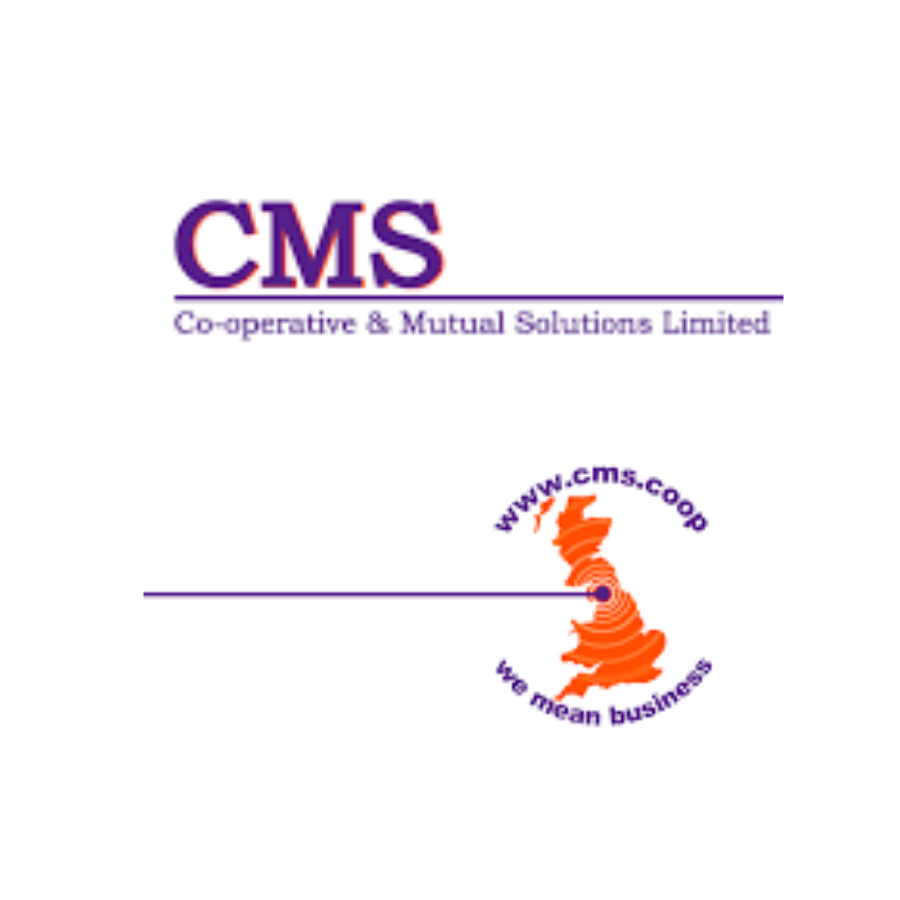 CMS
Co-operative & Mutual Solutions Limited
www.cms.coop
we mean business